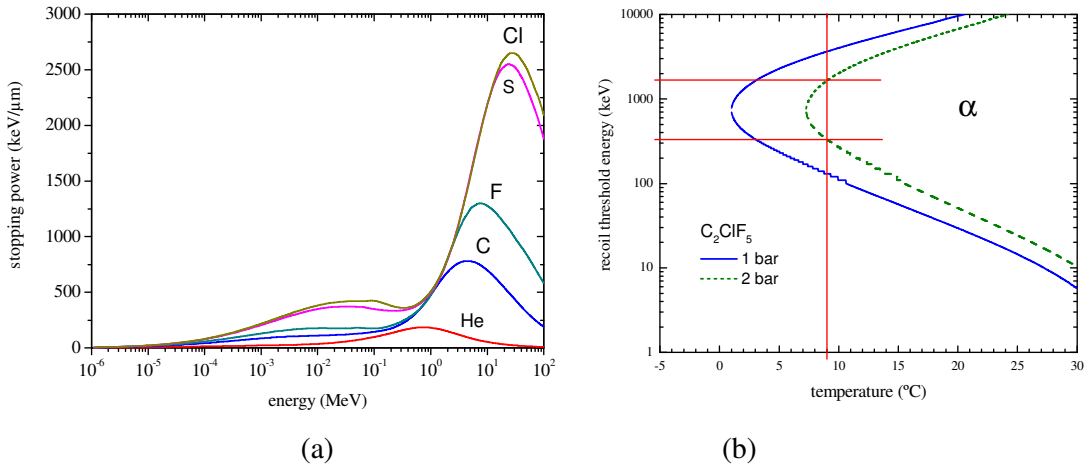 3000
2500
2000
1500
1000
500
0
stopping power (keV/μm)
Cl
S
F
C
He
10⁻⁶ 10⁻⁵ 10⁻⁴ 10⁻³ 10⁻² 10⁻¹ 10⁰ 10¹ 10²
energy (MeV)
(a)
10000
1000
100
10
1
recoil threshold energy (keV)
α
C₂ClF₅
1 bar
2 bar
-5 0 5 10 15 20 25 30
temperature (ºC)
(b)